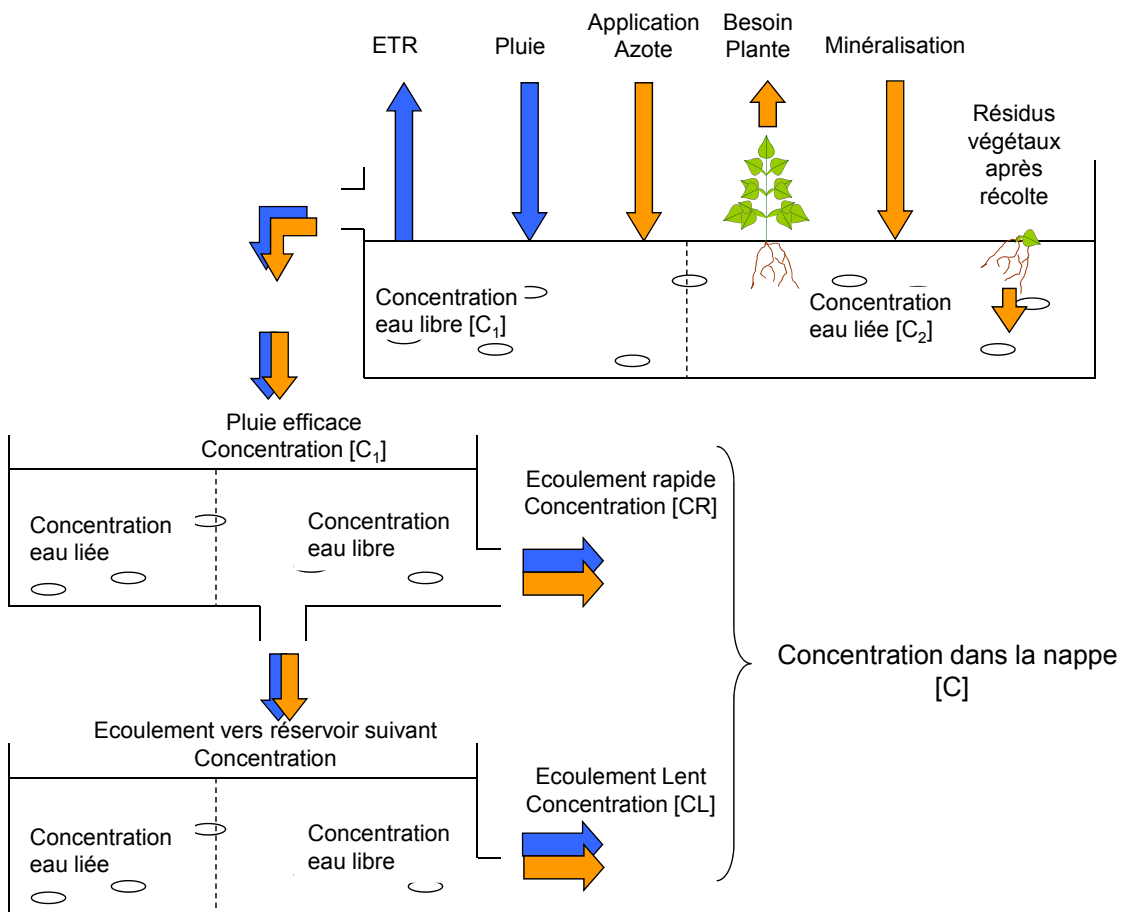 ETR
Pluie
Application
Azote
Besoin
Plante
Minéralisation
Résidus
végétaux
après
récolte
Concentration
eau libre [C1]
Concentration
eau liée [C2]
Pluie efficace
Concentration [C1]
Concentration
eau liée
Concentration
eau libre
Ecoulement rapide
Concentration [CR]
Concentration dans la nappe
[C]
Ecoulement vers réservoir suivant
Concentration
Ecoulement Lent
Concentration [CL]
Concentration
eau liée
Concentration
eau libre